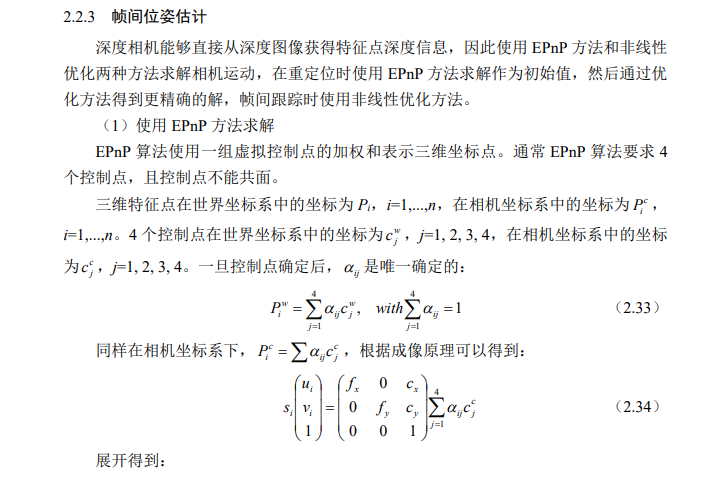 2.2.3 帧间位姿估计
深度相机能够直接从深度图像获得特征点深度信息，因此使用 EPnP 方法和非线性
优化两种方法求解相机运动，在重定位时使用 EPnP 方法求解作为初始值，然后通过优
化方法得到更精确的解，帧间跟踪时使用非线性优化方法。
（1）使用 EPnP 方法求解
EPnP 算法使用一组虚拟控制点的加权和表示三维坐标点。通常 EPnP 算法要求 4
个控制点，且控制点不能共面。
三维特征点在世界坐标系中的坐标为 P_i，i=1,...,n，在相机坐标系中的坐标为 P_i^c，
i=1,...,n。4 个控制点在世界坐标系中的坐标为 c_j^w，j=1, 2, 3, 4，在相机坐标系中的坐标
为 c_j^c，j=1, 2, 3, 4。一旦控制点确定后，α_{ij} 是唯一确定的：
P_i^w = \sum_{j=1}^{4} α_{ij} c_j^w, with \sum_{j=1}^{4} α_{ij} = 1 （2.33）
同样在相机坐标系下，P_i^c = \sum α_{ij} c_j^c，根据成像原理可以得到：
s_i \begin{pmatrix} u_i \\ v_i \\ 1 \end{pmatrix} = \begin{pmatrix} f_x & 0 & c_x \\ 0 & f_y & c_y \\ 0 & 0 & 1 \end{pmatrix} \sum_{j=1}^{4} α_{ij} c_j^c （2.34）
展开得到：